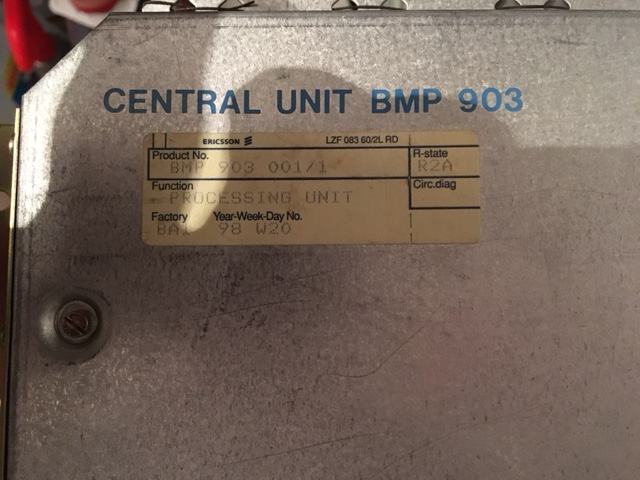 CENTRAL UNIT BMP 903
ERICSSON LZF 083 60/2L RD
Product No. R-state
BMP 903 001/1 R2A
Function Circ.diag
PROCESSING UNIT
Factory Year-Week-Day No.
98 W20